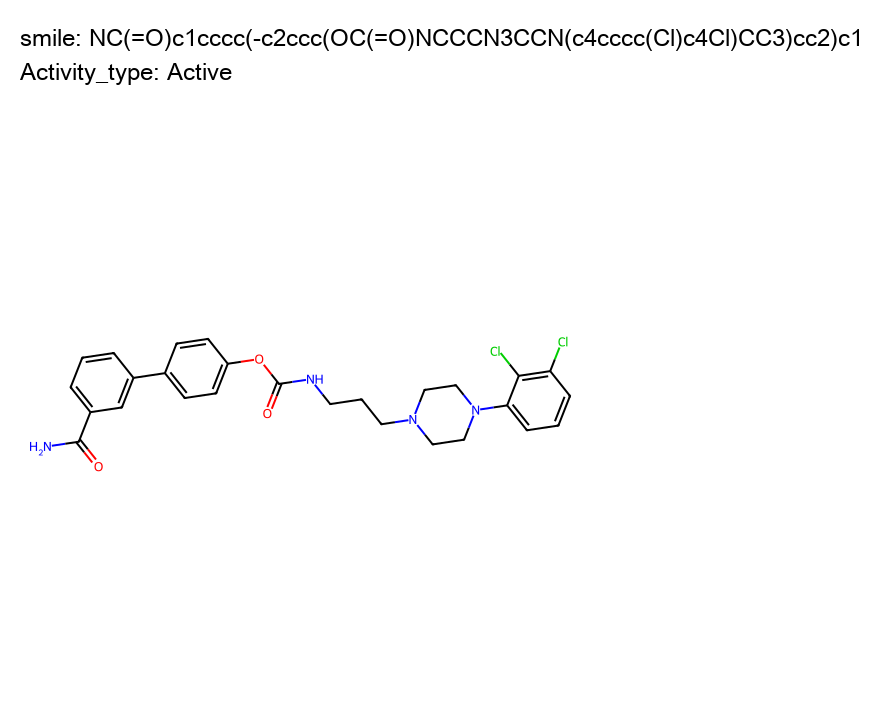 smile: NC(=O)c1cccc(-c2ccc(OC(=O)NCCCN3CCN(c4cccc(Cl)c4Cl)CC3)cc2)c1
Activity_type: Active
Cl
Cl
O
NH
O
N
N
H2N
O